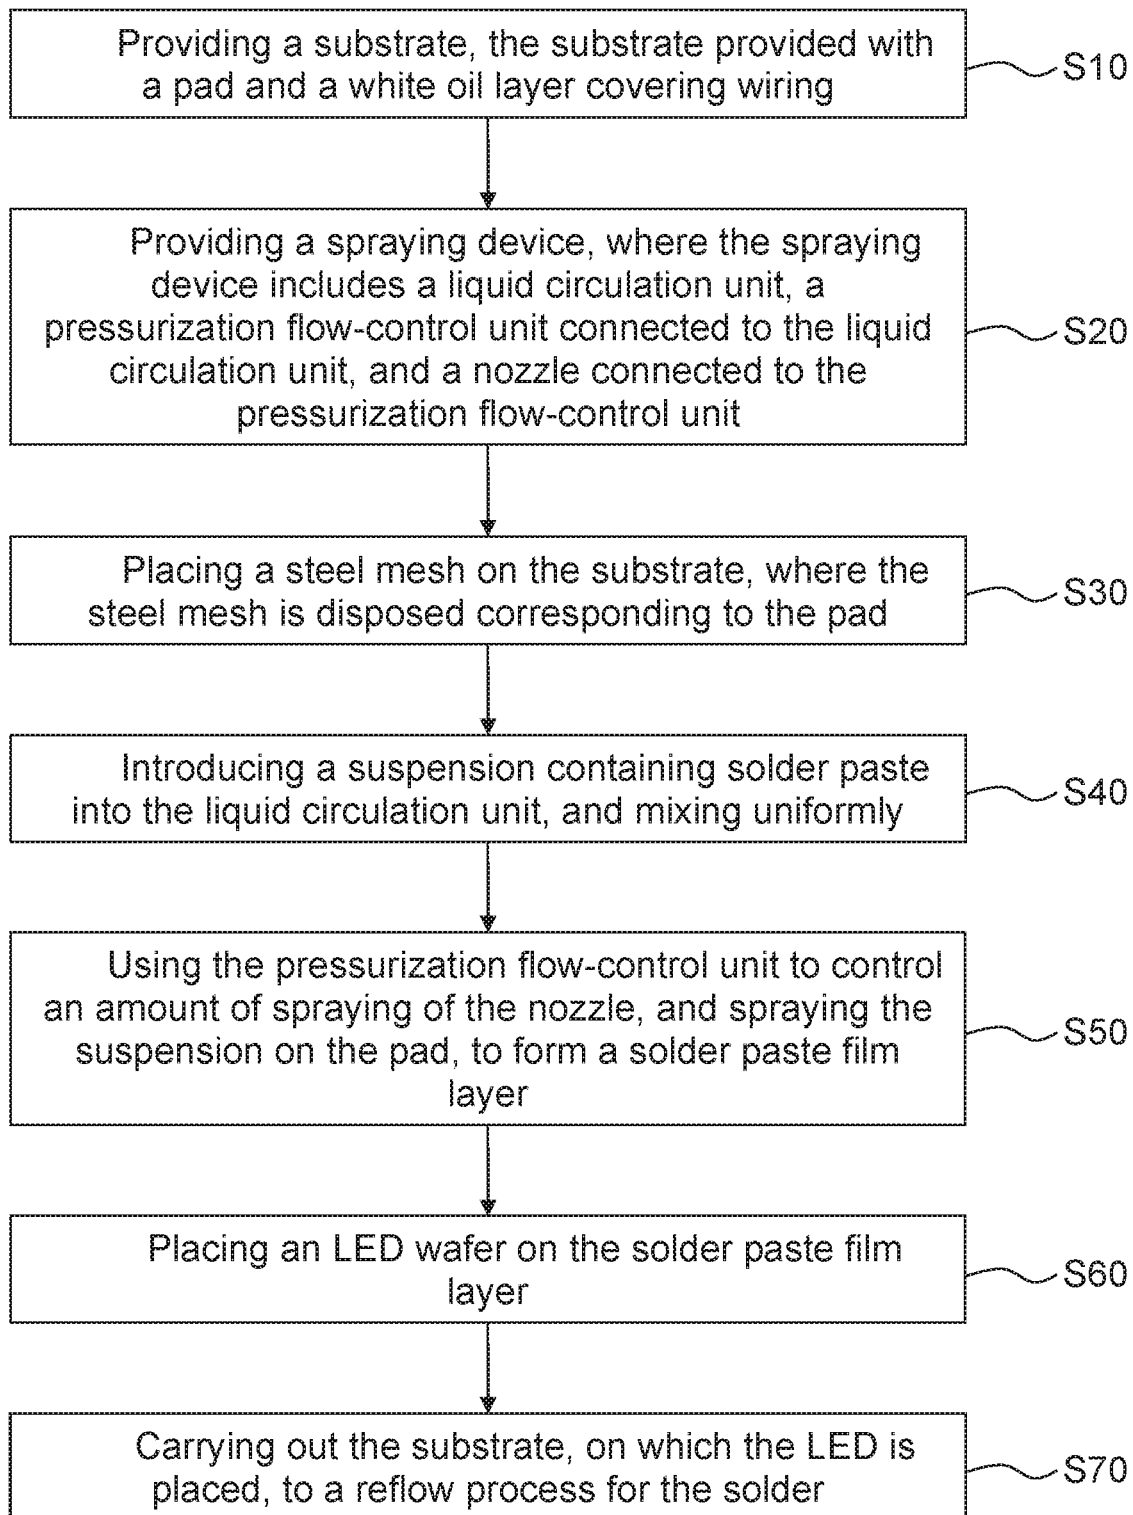 Providing a substrate, the substrate provided with
a pad and a white oil layer covering wiring
S10
Providing a spraying device, where the spraying
device includes a liquid circulation unit, a
pressurization flow-control unit connected to the liquid
circulation unit, and a nozzle connected to the
pressurization flow-control unit
S20
Placing a steel mesh on the substrate, where the
steel mesh is disposed corresponding to the pad
S30
Introducing a suspension containing solder paste
into the liquid circulation unit, and mixing uniformly
S40
Using the pressurization flow-control unit to control
an amount of spraying of the nozzle, and spraying the
suspension on the pad, to form a solder paste film
layer
S50
Placing an LED wafer on the solder paste film
layer
S60
Carrying out the substrate, on which the LED is
placed, to a reflow process for the solder
S70